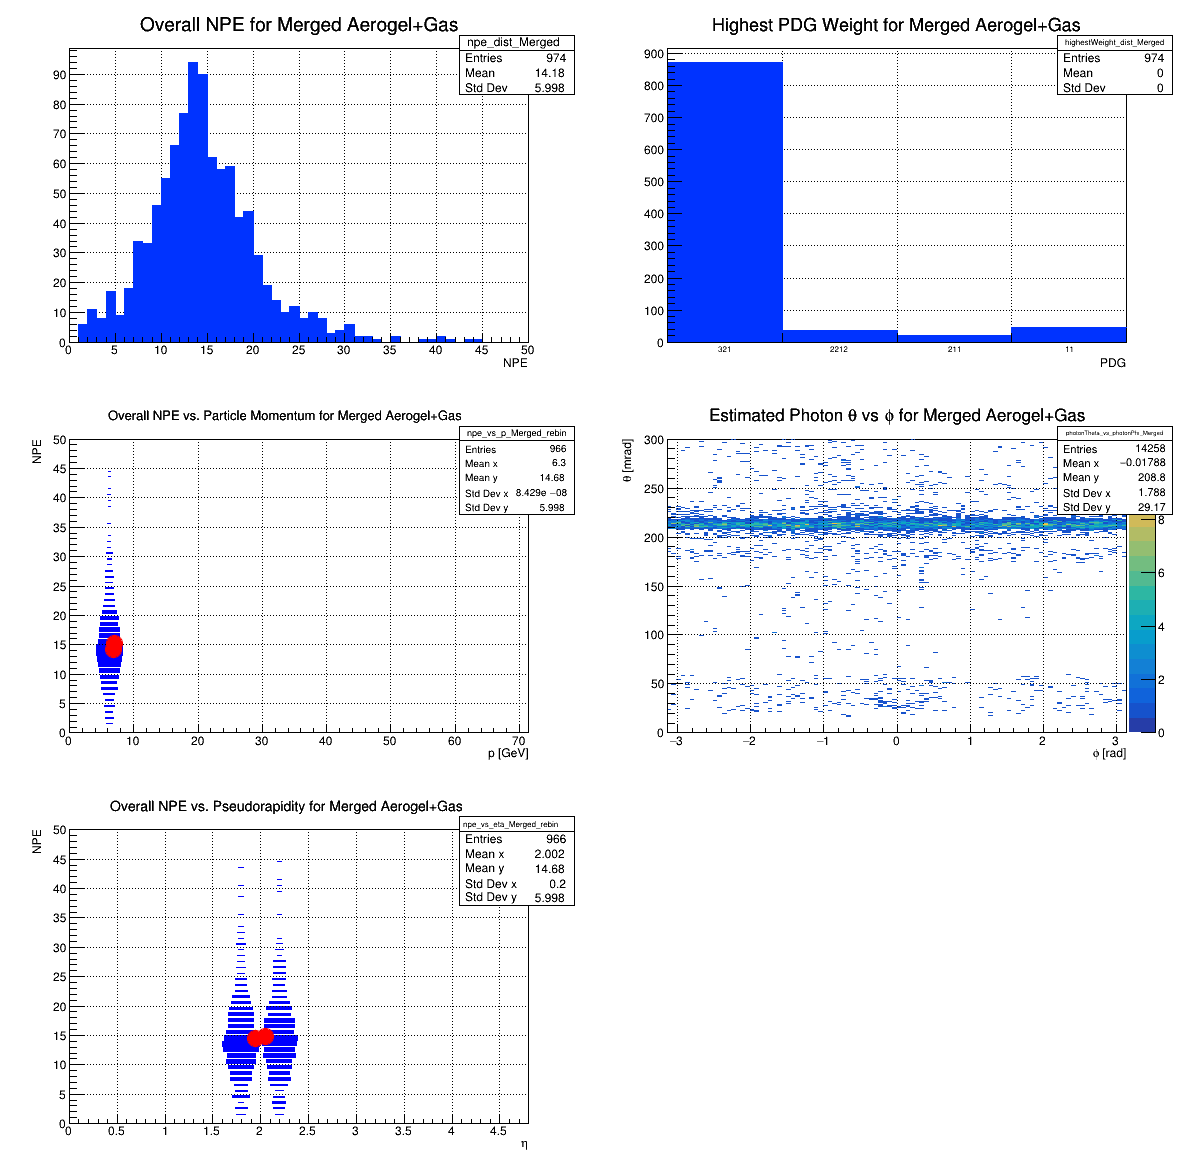 Overall NPE for Merged Aerogel+Gas
npe_dist_Merged
Entries 974
Mean 14.18
Std Dev 5.998
90
80
70
60
50
40
30
20
10
0
0 5 10 15 20 25 30 35 40 45 50
NPE
Highest PDG Weight for Merged Aerogel+Gas
highestWeight_dist_Merged
Entries 974
Mean 0
Std Dev 0
900
800
700
600
500
400
300
200
100
0
321 2212 211 11
PDG
Overall NPE vs. Particle Momentum for Merged Aerogel+Gas
npe_vs_p_Merged_rebin
Entries 966
Mean x 6.3
Mean y 14.68
Std Dev x 8.429e −08
Std Dev y 5.998
NPE
50
45
40
35
30
25
20
15
10
5
0
0 10 20 30 40 50 60 70
p [GeV]
Estimated Photon θ vs ϕ for Merged Aerogel+Gas
photonTheta_vs_photonPhi_Merged
Entries 14258
Mean x −0.01788
Mean y 208.8
Std Dev x 1.788
Std Dev y 29.17
θ [mrad]
300
250
200
150
100
50
0
−3 −2 −1 0 1 2 3
ϕ [rad]
8
6
4
2
0
Overall NPE vs. Pseudorapidity for Merged Aerogel+Gas
npe_vs_eta_Merged_rebin
Entries 966
Mean x 2.002
Mean y 14.68
Std Dev x 0.2
Std Dev y 5.998
NPE
50
45
40
35
30
25
20
15
10
5
0
0 0.5 1 1.5 2 2.5 3 3.5 4 4.5
η